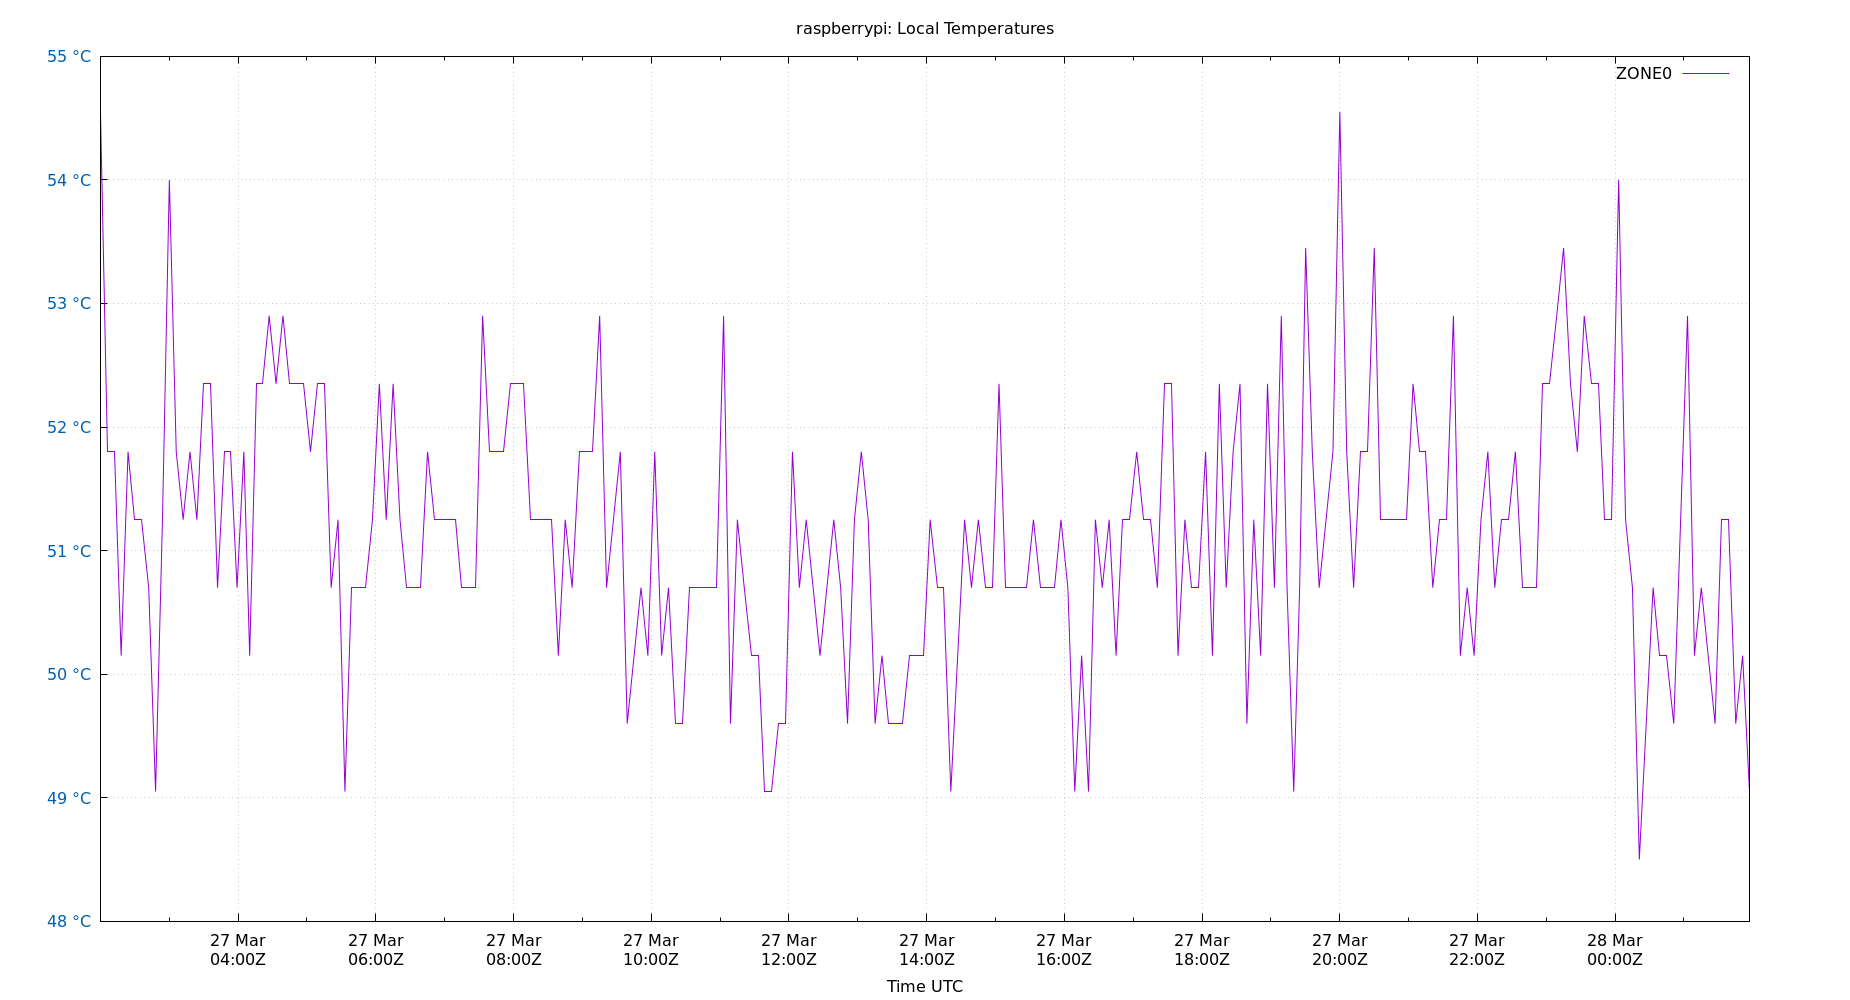 raspberrypi: Local Temperatures
55 °C
ZONE0
54 °C
53 °C
52 °C
51 °C
50 °C
49 °C
48 °C
27 Mar 27 Mar 27 Mar 27 Mar 27 Mar 27 Mar 27 Mar 27 Mar 27 Mar 27 Mar 28 Mar
04:00Z 06:00Z 08:00Z 10:00Z 12:00Z 14:00Z 16:00Z 18:00Z 20:00Z 22:00Z 00:00Z
Time UTC